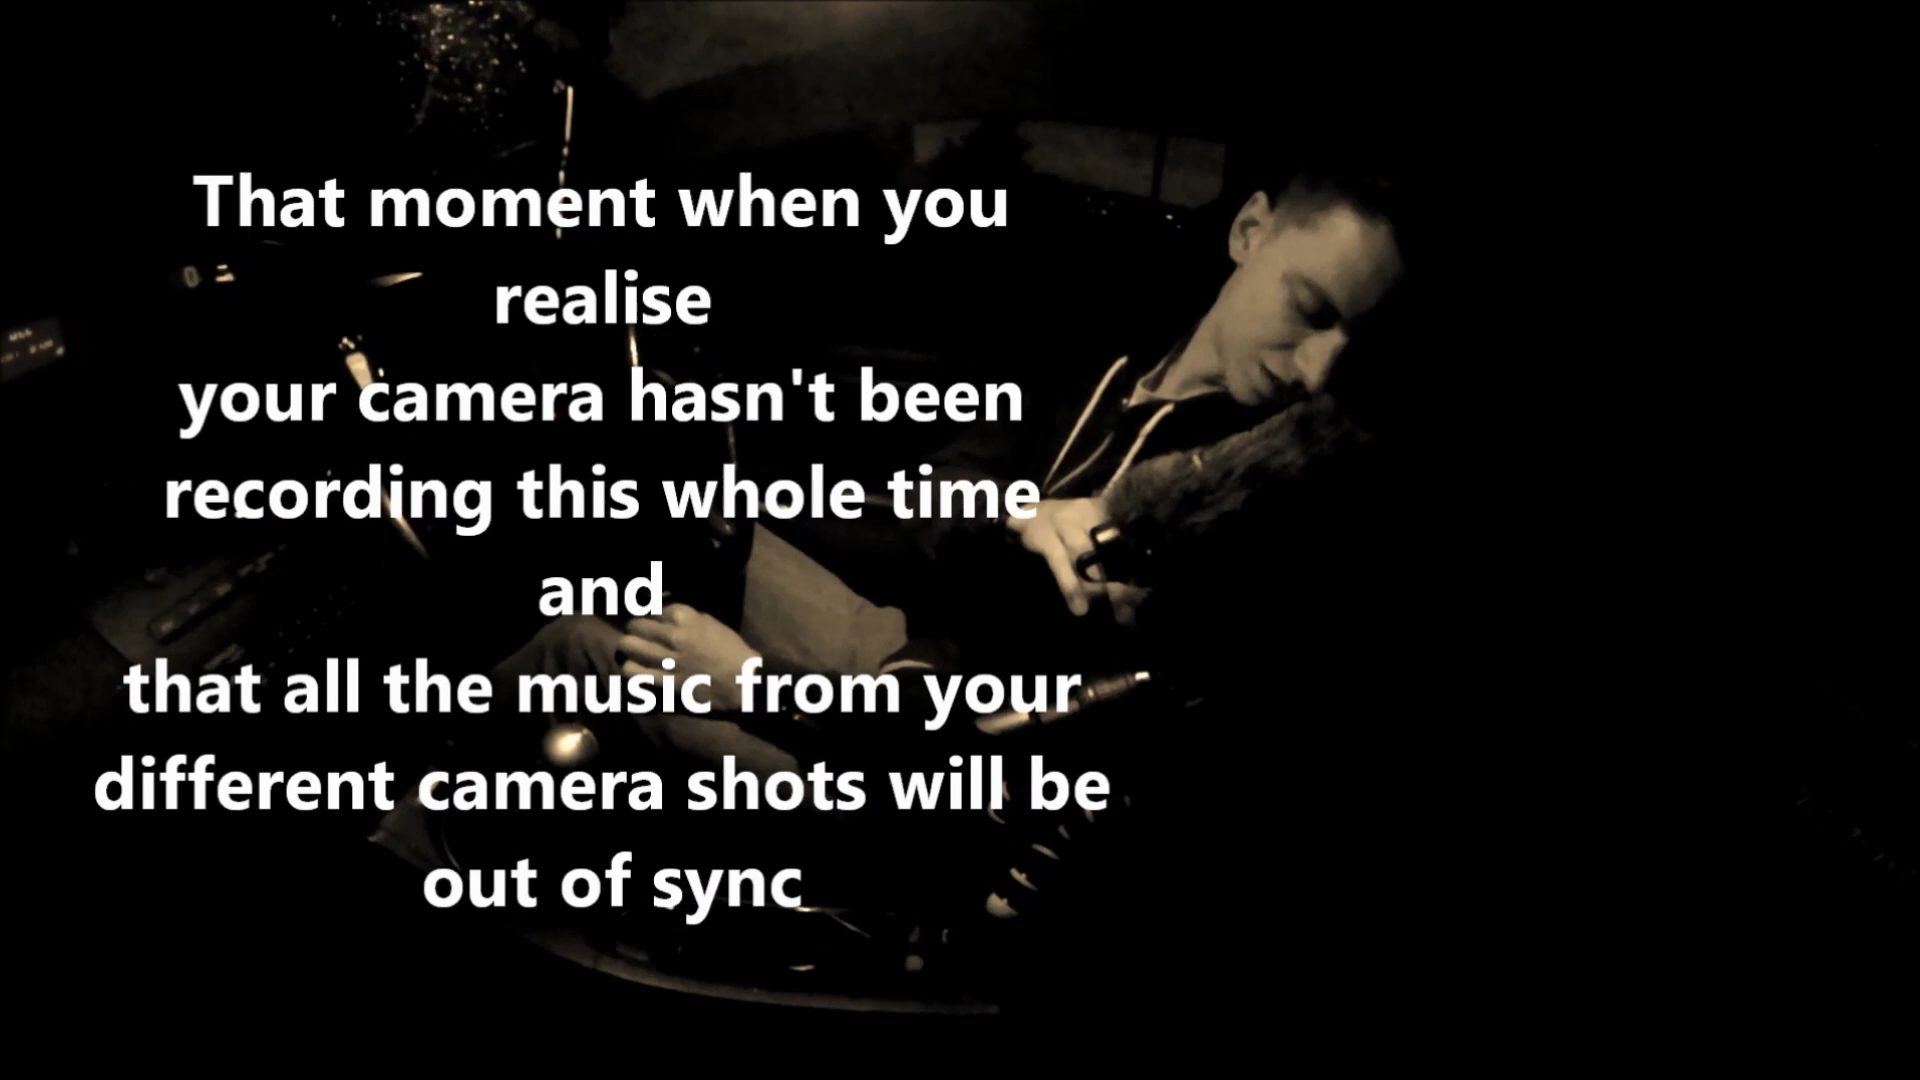 That moment when you
realise
your camera hasn't been
recording this whole time
and
that all the music from your
different camera shots will be
out of sync